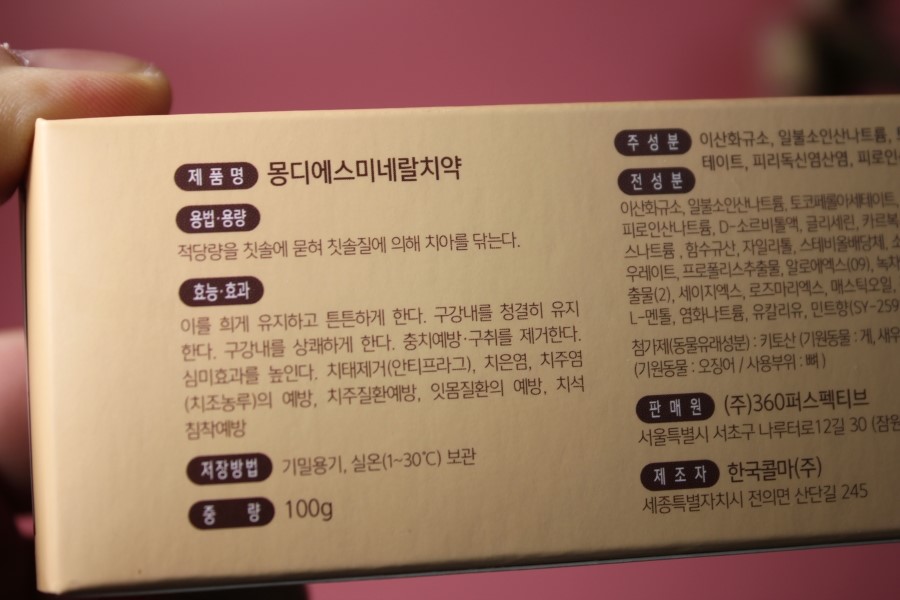 제품명 몽디에스미네랄치약
용법·용량
적당량을 칫솔에 묻혀 칫솔질에 의해 치아를 닦는다.
효능·효과
이를 희게 유지하고 튼튼하게 한다. 구강내를 청결히 유지
한다. 구강내를 상쾌하게 한다. 충치예방·구취를 제거한다.
심미효과를 높인다. 치태제거(안티프라그), 치은염, 치주염
(치조농루)의 예방, 치주질환예방, 잇몸질환의 예방, 치석
침착예방
저장방법 기밀용기, 실온(1~30℃) 보관
중량 100g
주성분 이산화규소, 일불소인산나트륨,
테이트, 피리독신염산염, 피로인
전성분
이산화규소, 일불소인산나트륨, 토코페롤아세테이트,
피로인산나트륨, D-소르비톨액, 글리세린, 카르복
스나트륨, 함수규산, 자일리톨, 스테비올배당체, 소
우레이트, 프로폴리스추출물, 알로에엑스(09), 녹차
출물(2), 세이지엑스, 로즈마리엑스, 매스틱오일,
L-멘톨, 염화나트륨, 유칼리유, 민트향(SY-259
첨가제(동물유래성분) : 키토산 (기원동물 : 게, 새우
(기원동물 : 오징어 / 사용부위 : 뼈 )
판매원 (주)360퍼스펙티브
서울특별시 서초구 나루터로12길 30 (잠원
제조자 한국콜마(주)
세종특별자치시 전의면 산단길 245